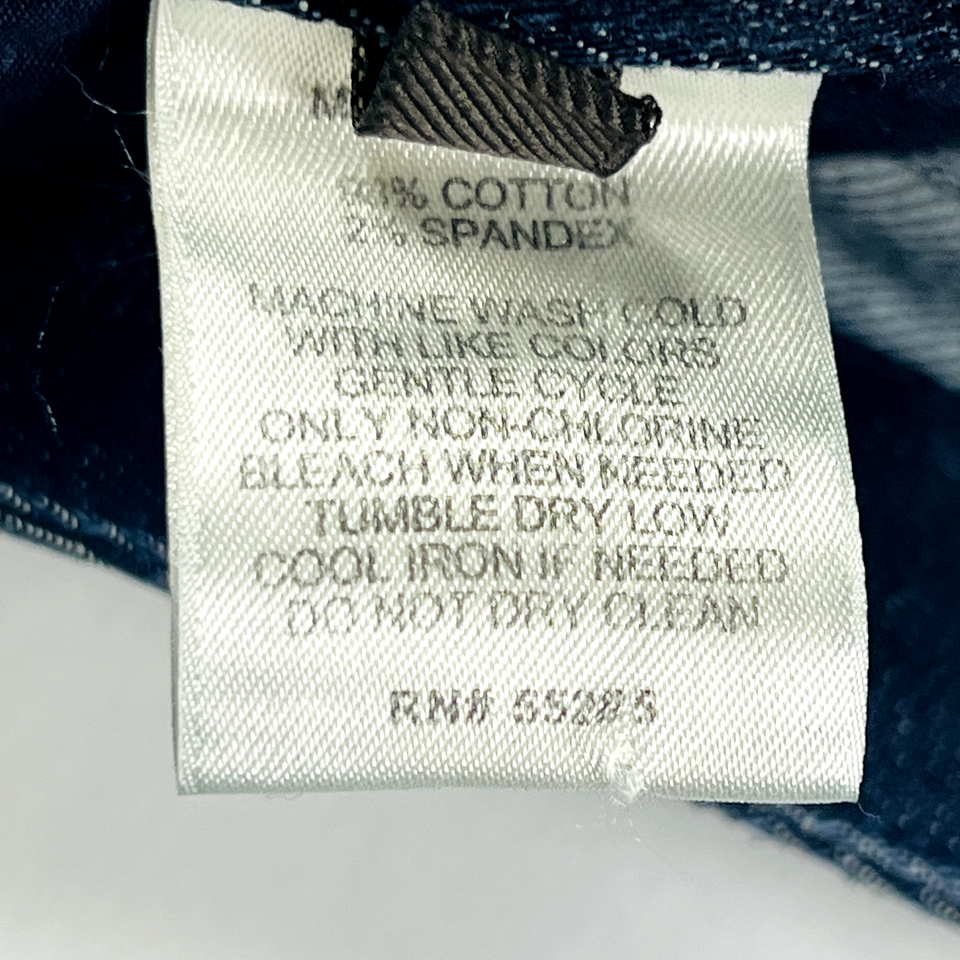 % COTTON
2% SPANDEX
MACHINE WASH COLD
WITH LIKE COLORS
GENTLE CYCLE
ONLY NON-CHLORINE
BLEACH WHEN NEEDED
TUMBLE DRY LOW
COOL IRON IF NEEDED
DO NOT DRY CLEAN
RN#